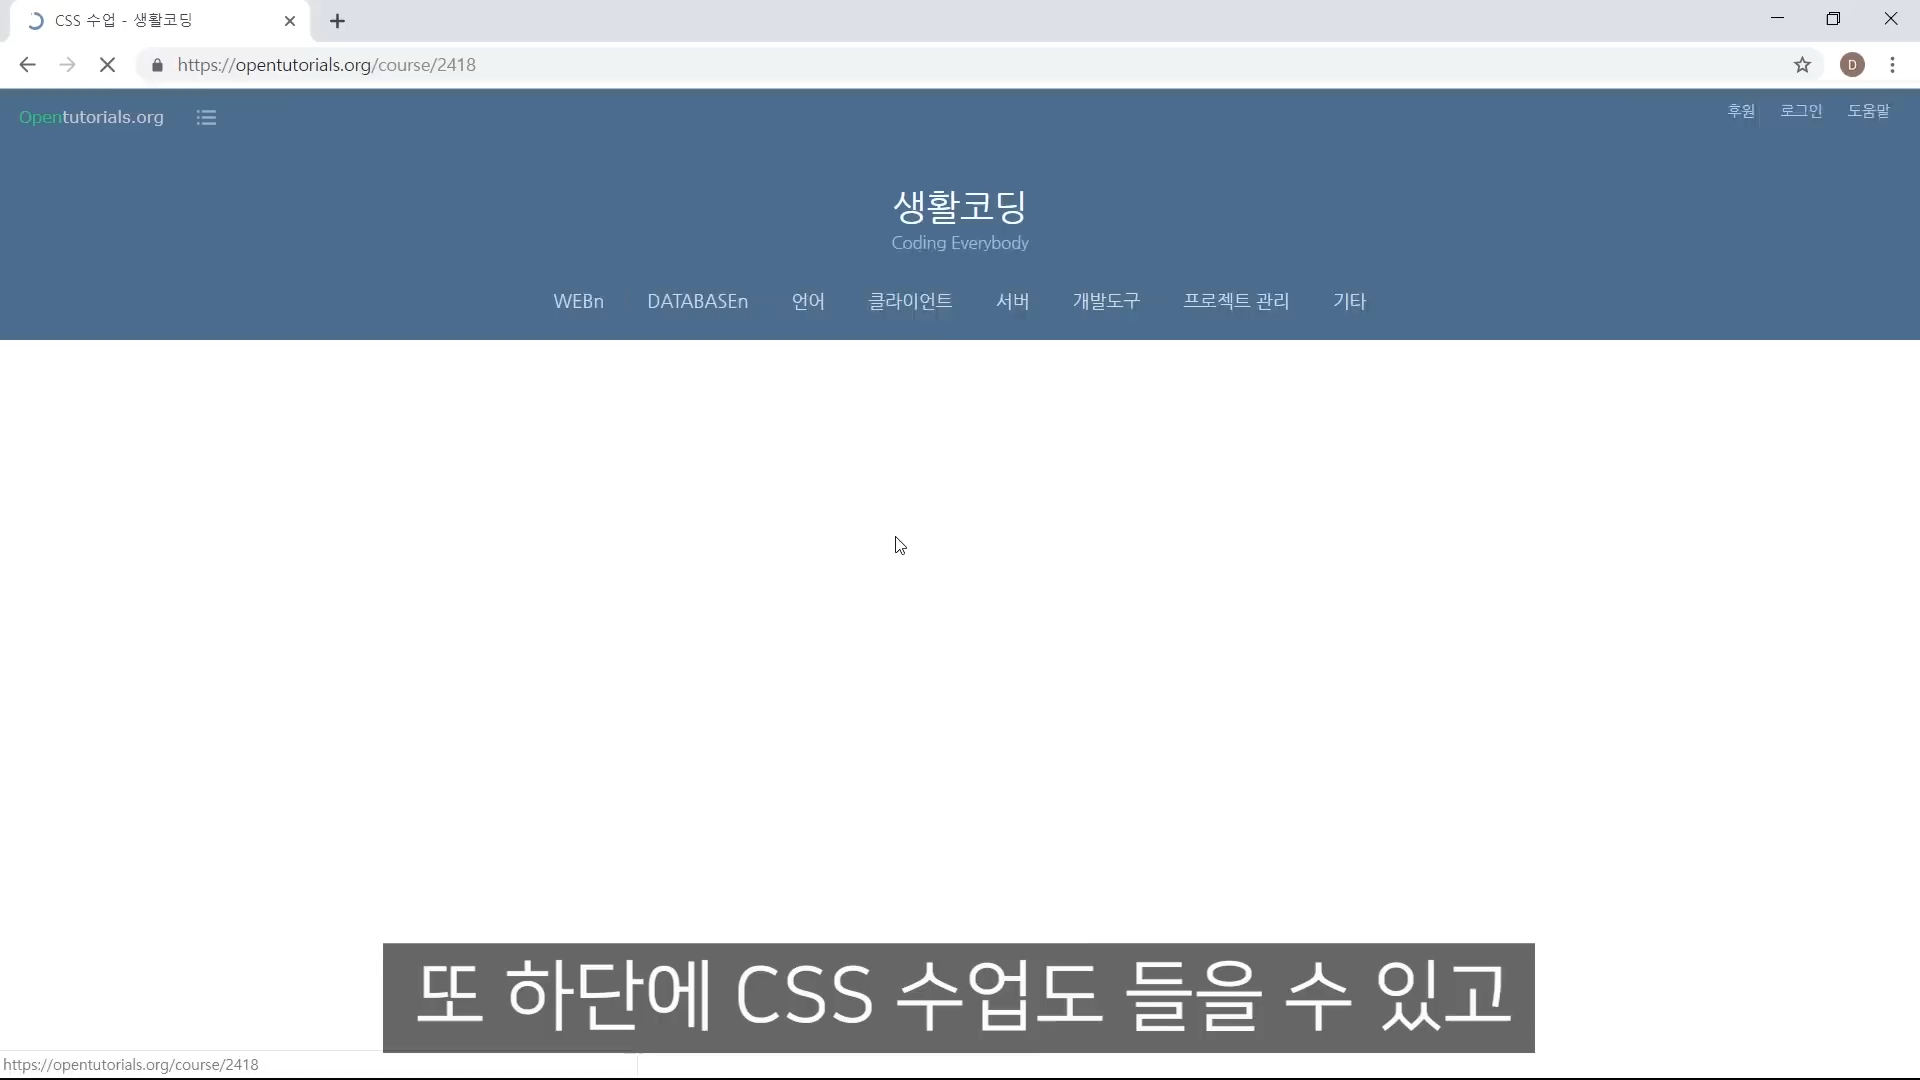 CSS 수업 - 생활코딩
https://opentutorials.org/course/2418
D
Opentutorials.org
후원 로그인 도움말
생활코딩
Coding Everybody
WEBn DATABASEn 언어 클라이언트 서버 개발도구 프로젝트 관리 기타
또 하단에 CSS 수업도 들을 수 있고
https://opentutorials.org/course/2418